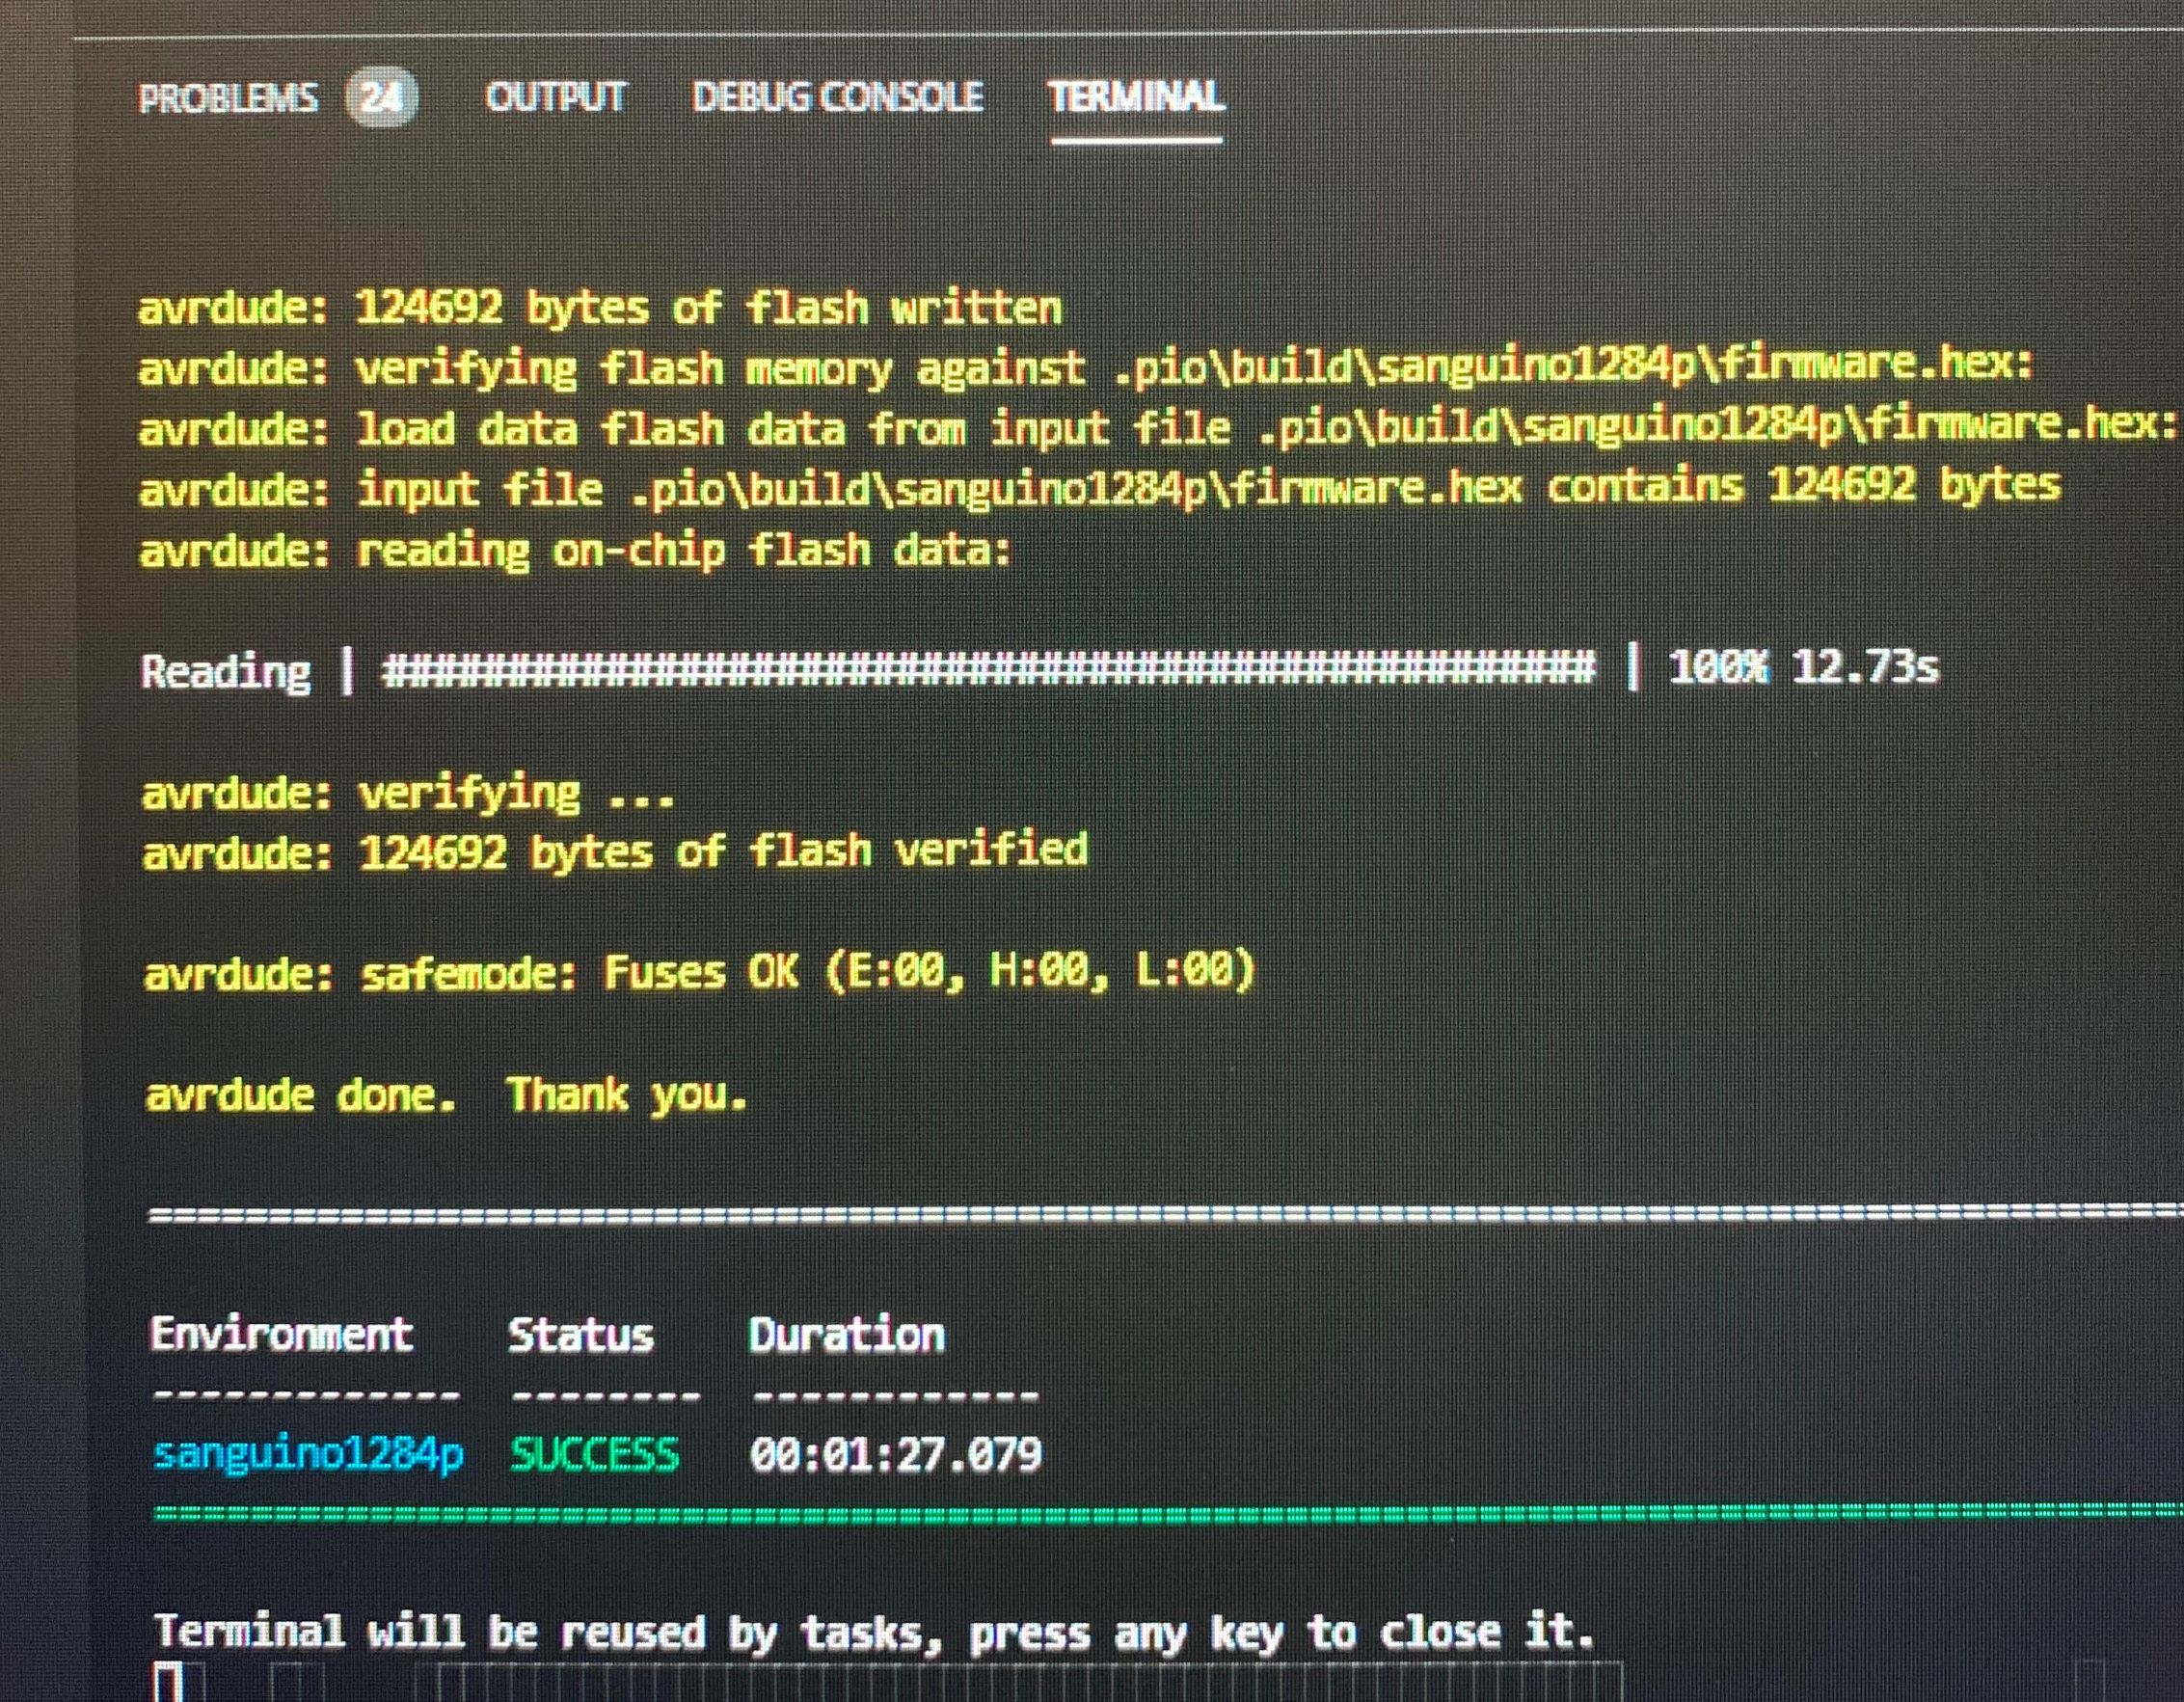 PROBLEMS 24 OUTPUT DEBUG CONSOLE TERMINAL
avrdude: 124692 bytes of flash written
avrdude: verifying flash memory against .pio\build\sanguino1284p\firmware.hex:
avrdude: load data flash data from input file .pio\build\sanguino1284p\firmware.hex:
avrdude: input file .pio\build\sanguino1284p\firmware.hex contains 124692 bytes
avrdude: reading on-chip flash data:
Reading | ################################################## | 100% 12.73s
avrdude: verifying ...
avrdude: 124692 bytes of flash verified
avrdude: safemode: Fuses OK (E:00, H:00, L:00)
avrdude done.  Thank you.
===================================================================================
Environment    Status    Duration
-------------  --------  ------------
sanguino1284p  SUCCESS   00:01:27.079
===================================================================================
Terminal will be reused by tasks, press any key to close it.